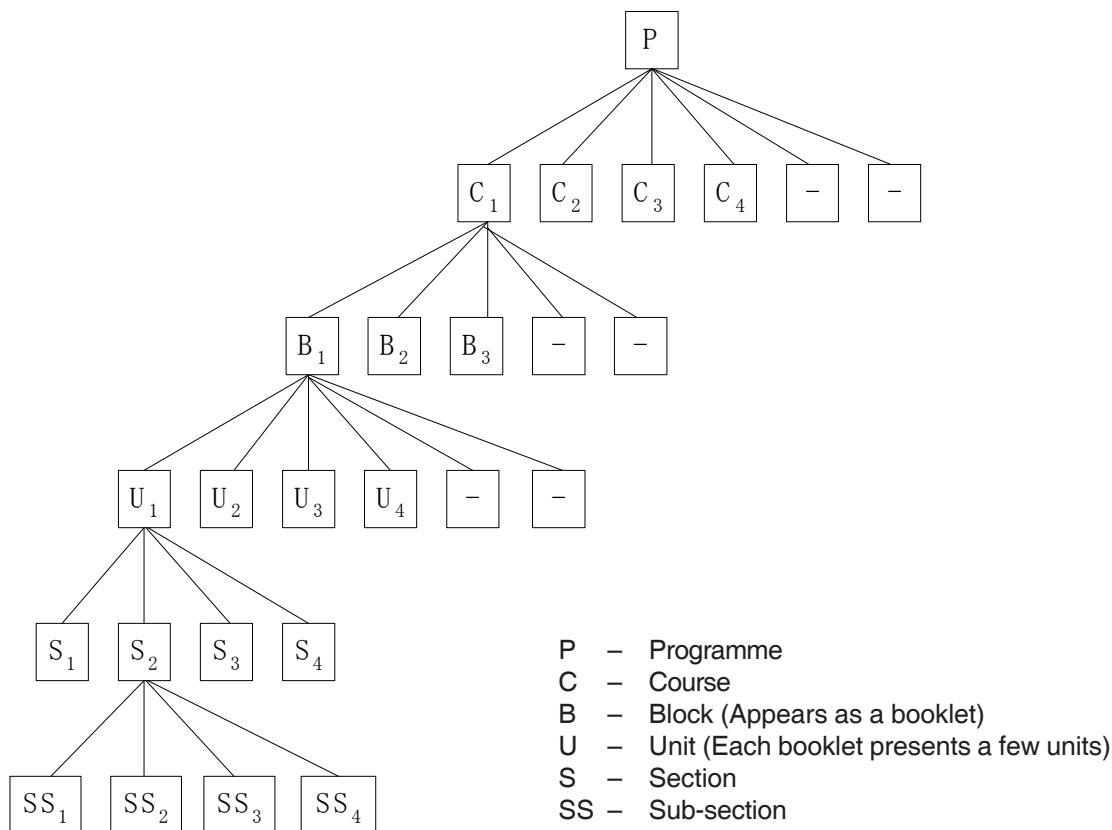 P
C₁ C₂ C₃ C₄ – –
B₁ B₂ B₃ – –
U₁ U₂ U₃ U₄ – –
S₁ S₂ S₃ S₄
SS₁ SS₂ SS₃ SS₄
P – Programme
C – Course
B – Block (Appears as a booklet)
U – Unit (Each booklet presents a few units)
S – Section
SS – Sub-section